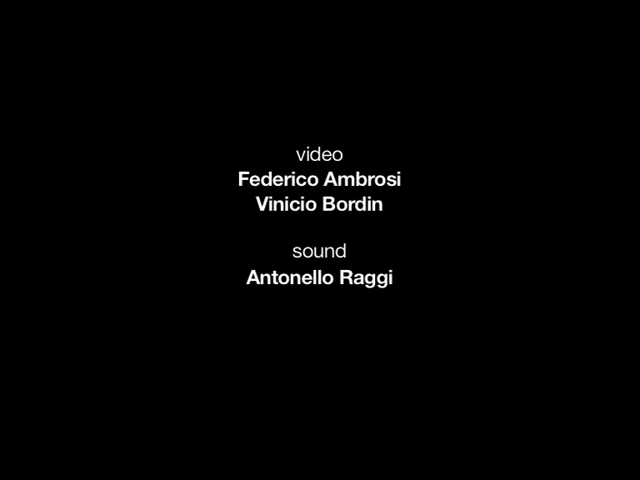 video
Federico Ambrosi
Vinicio Bordin
sound
Antonello Raggi